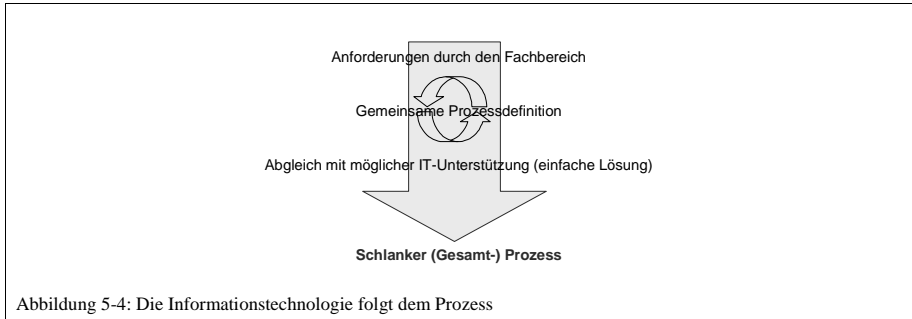 Anforderungen durch den Fachbereich
Gemeinsame Prozessdefinition
Abgleich mit möglicher IT-Unterstützung (einfache Lösung)
Schlanker (Gesamt-) Prozess
Abbildung 5-4: Die Informationstechnologie folgt dem Prozess